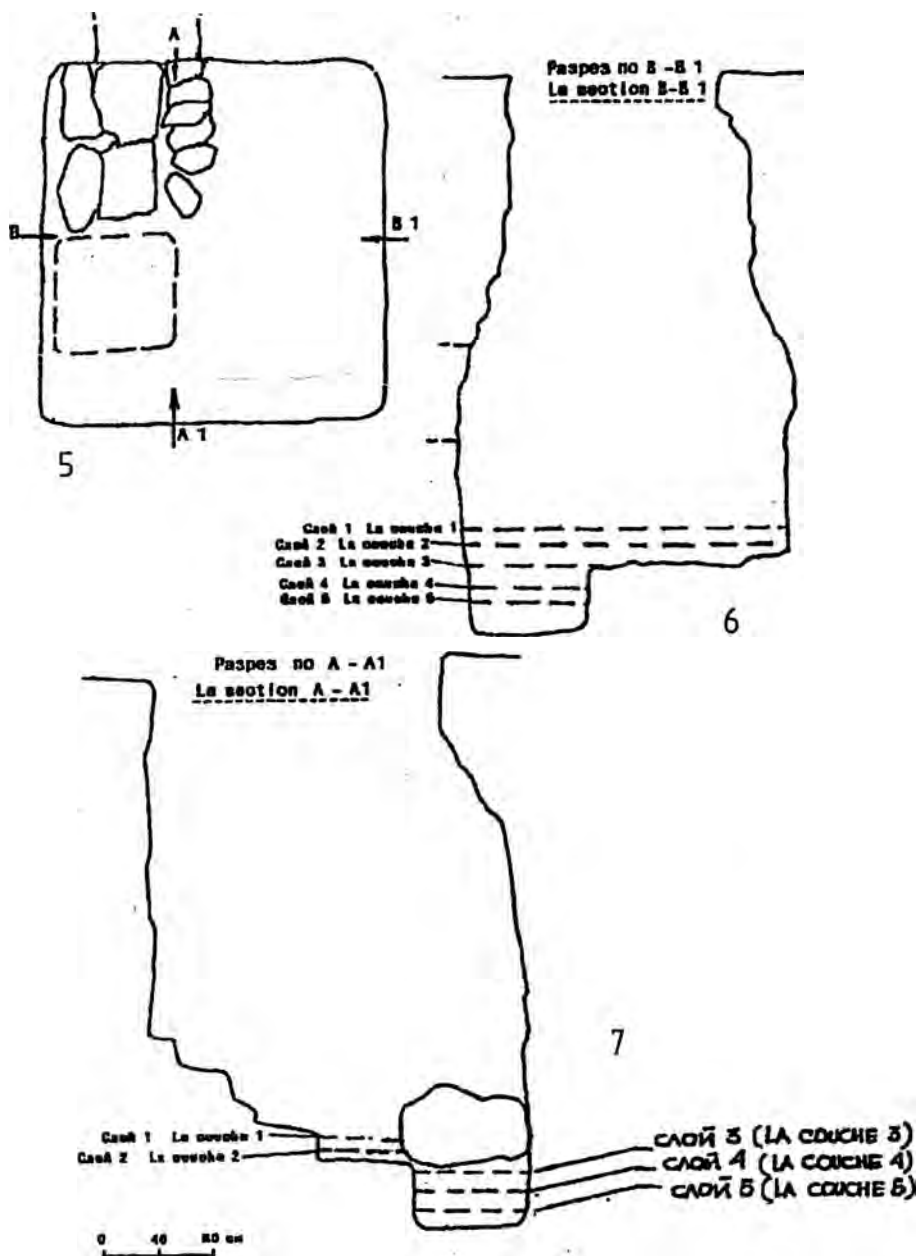 A
B
B 1
A 1
5
Разрез по B - B 1
La section B-B 1
Слой 1 La couche 1
Слой 2 La couche 2
Слой 3 La couche 3
Слой 4 La couche 4
Слой 5 La couche 5
6
Разрез по A - A1
La section A - A1
7
Слой 1 La couche 1
Слой 2 La couche 2
СЛОЙ 3 (LA COUCHE 3)
СЛОЙ 4 (LA COUCHE 4)
СЛОЙ 5 (LA COUCHE 5)
0 40 80 см